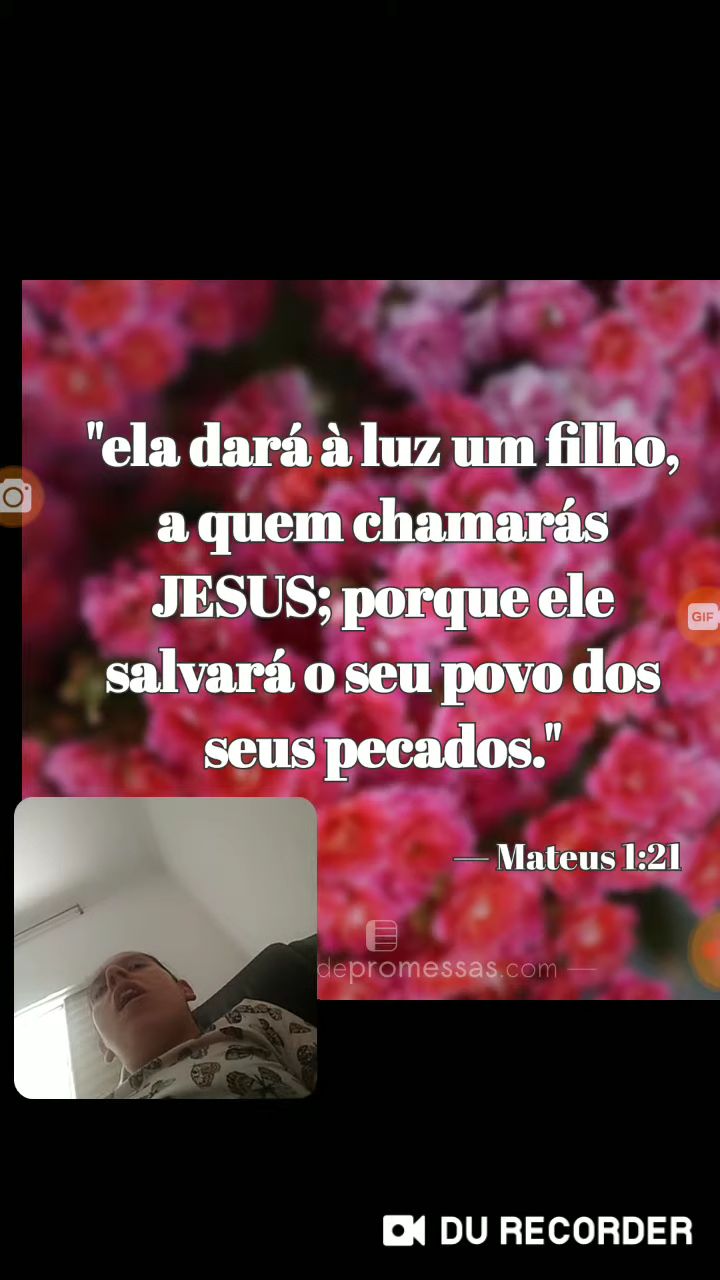 "ela dará à luz um filho,
a quem chamarás
JESUS; porque ele
salvará o seu povo dos
seus pecados."
— Mateus 1:21
depromessas.com —
GIF
DU RECORDER